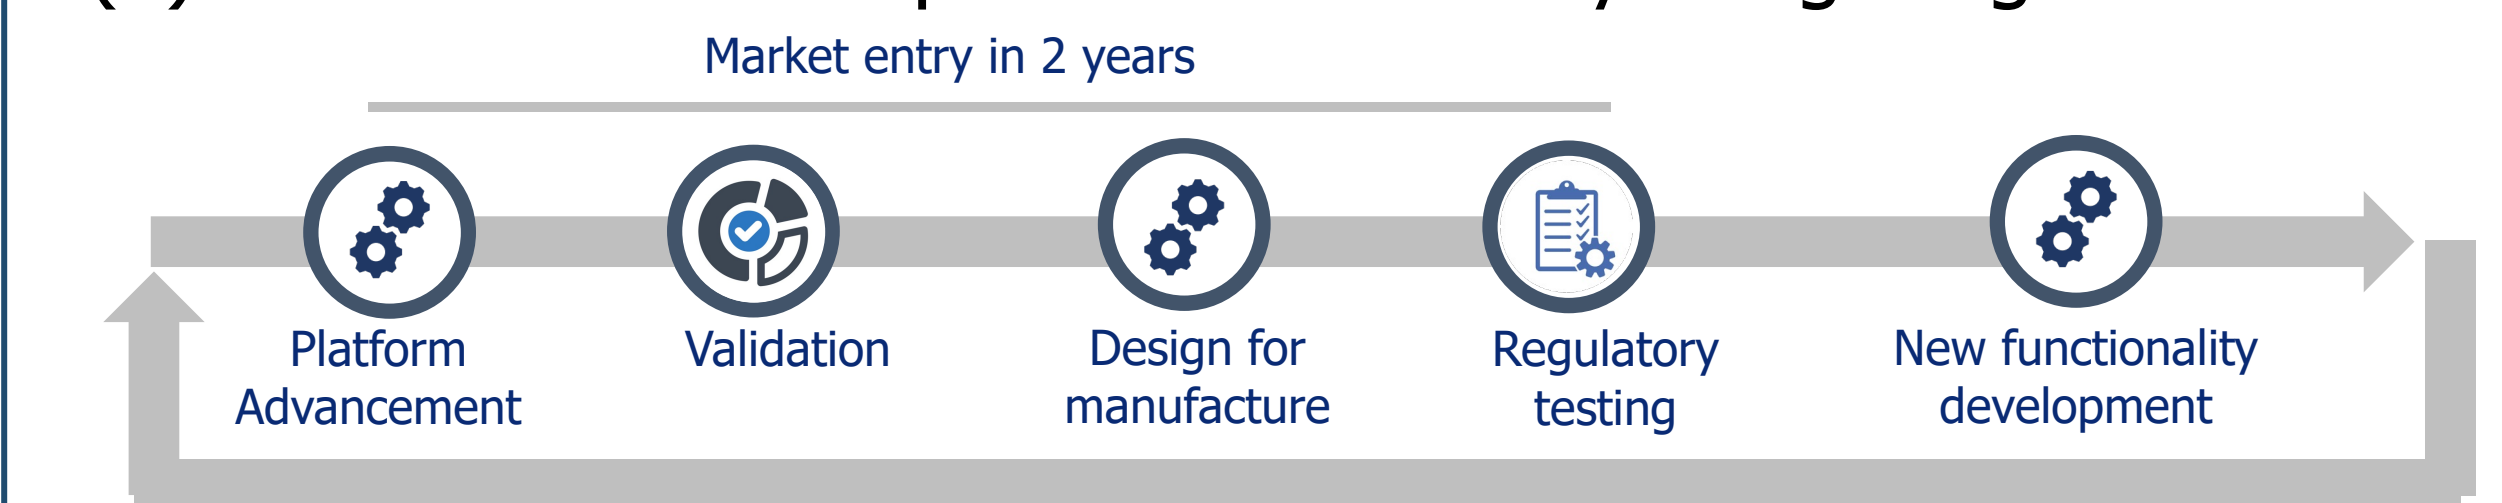 Market entry in 2 years
Platform
Advancement
Validation
Design for
manufacture
Regulatory
testing
New functionality
development